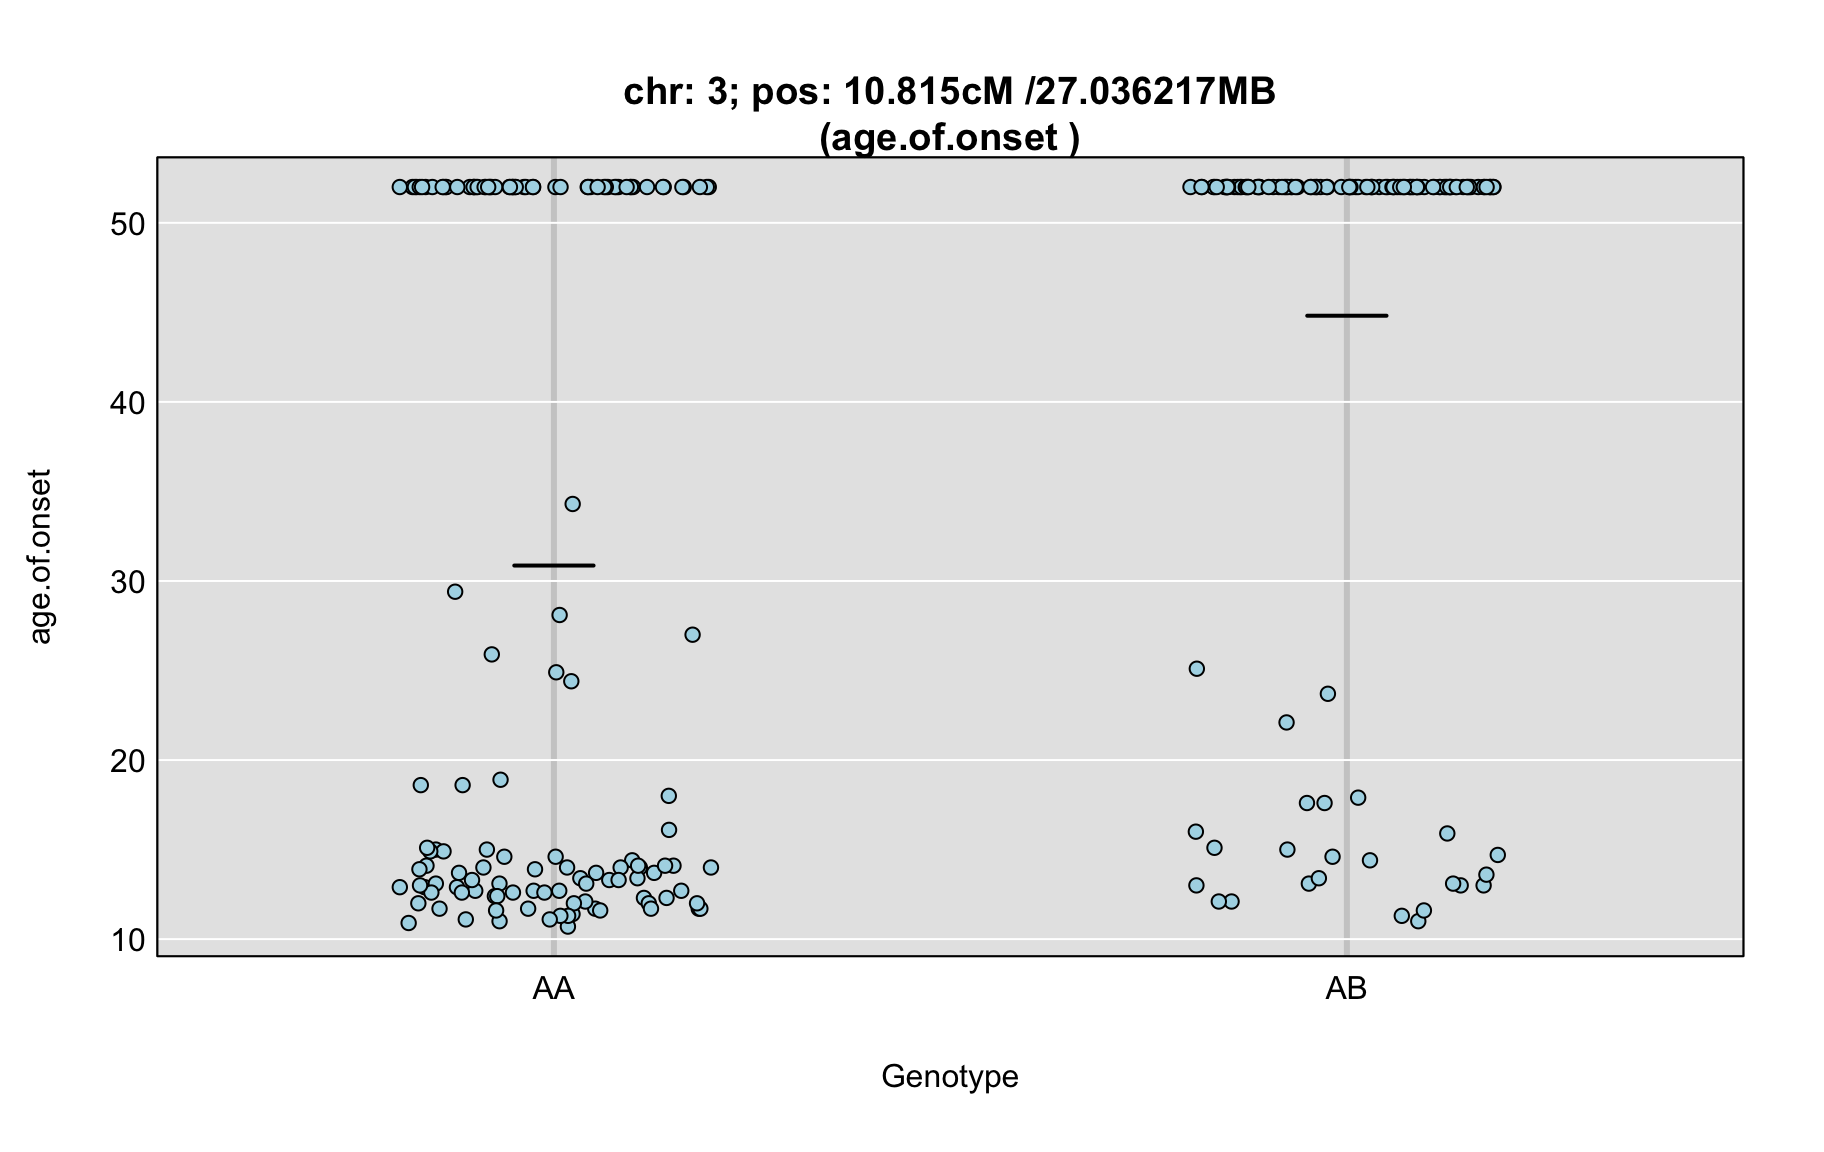 chr: 3; pos: 10.815cM /27.036217MB
(age.of.onset )
50
40
30
20
10
age.of.onset
AA
AB
Genotype